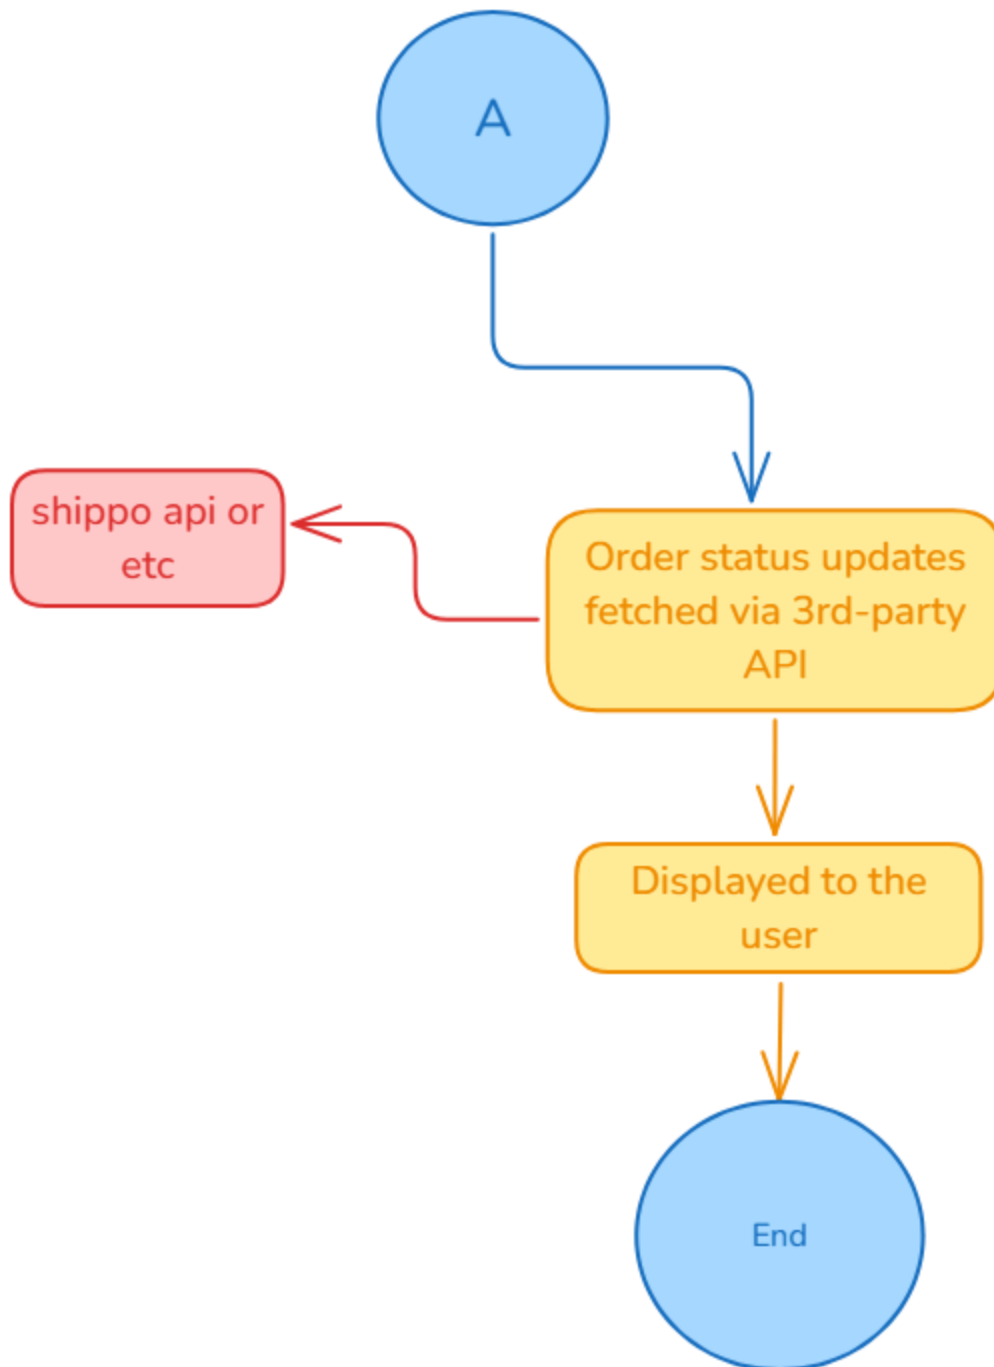 A
shippo api or
etc
Order status updates
fetched via 3rd-party
API
Displayed to the
user
End